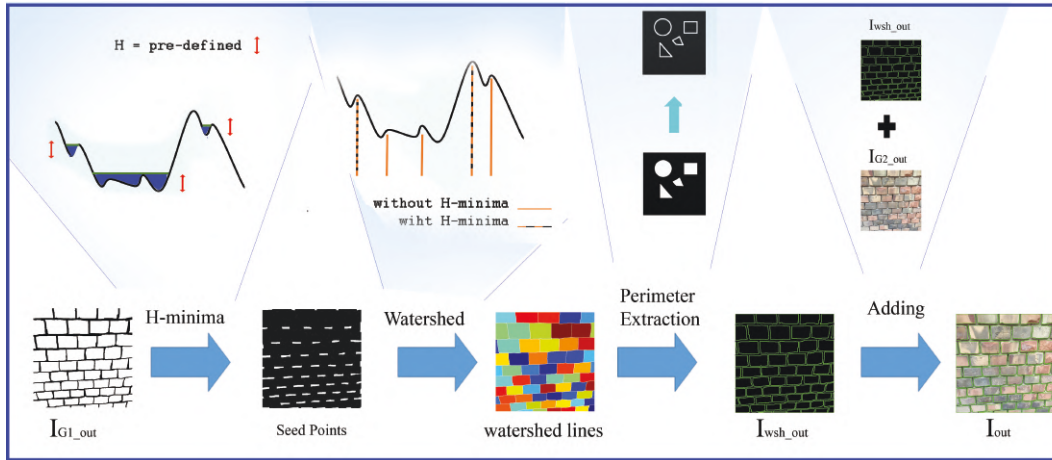 H = pre-defined
without H-minima
wiht H-minima
Iwsh_out
IG2_out
H-minima
Watershed
Perimeter
Extraction
Adding
IG1_out
Seed Points
watershed lines
Iwsh_out
Iout